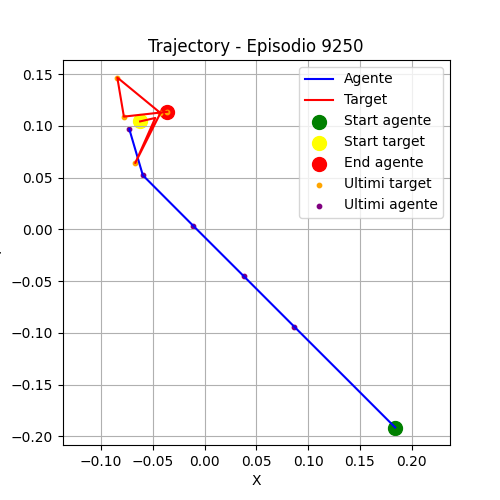 Trajectory - Episodio 9250
Agente
Target
Start agente
Start target
End agente
Ultimi target
Ultimi agente
0.15
0.10
0.05
0.00
−0.05
−0.10
−0.15
−0.20
−0.10
−0.05
0.00
0.05
0.10
0.15
0.20
X